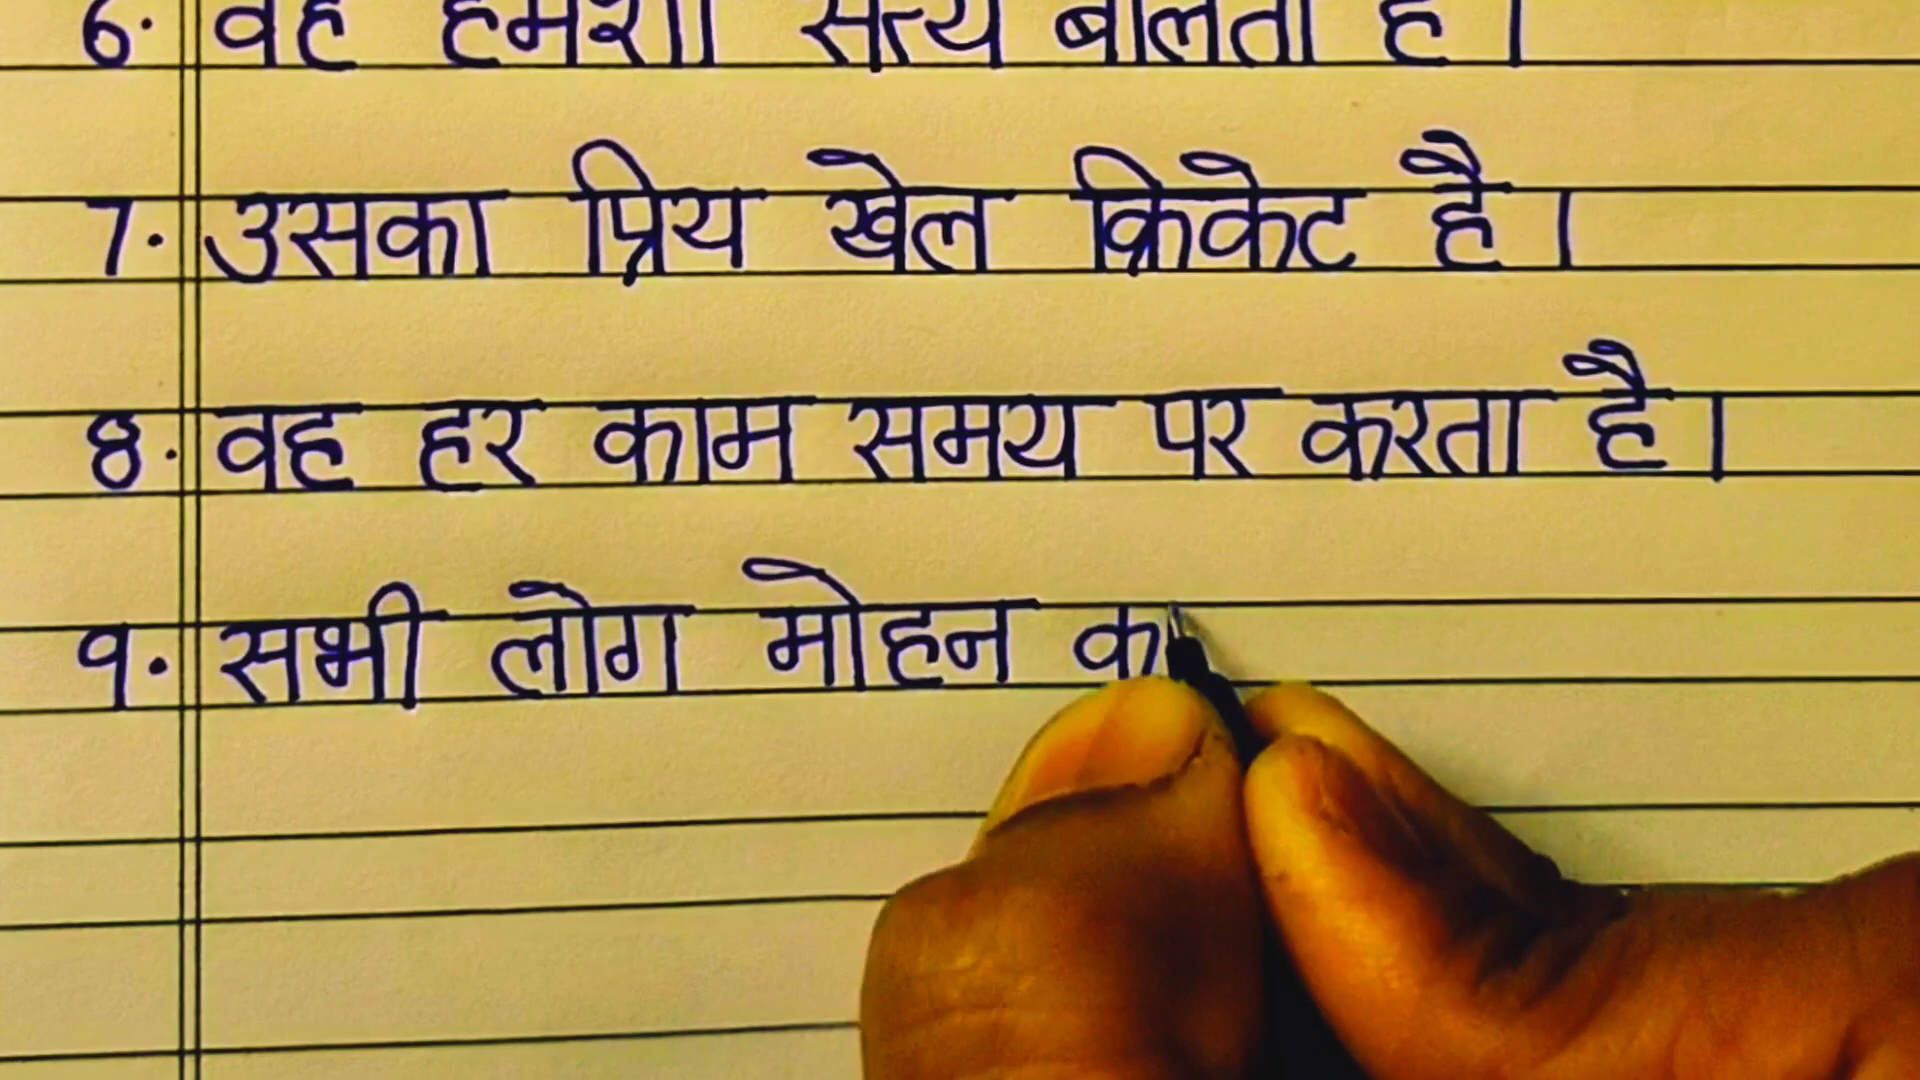 6. वह हमेशा सत्य बोलता है।
7. उसका प्रिय खेल क्रिकेट है।
8. वह हर काम समय पर करता है।
9. सभी लोग मोहन क